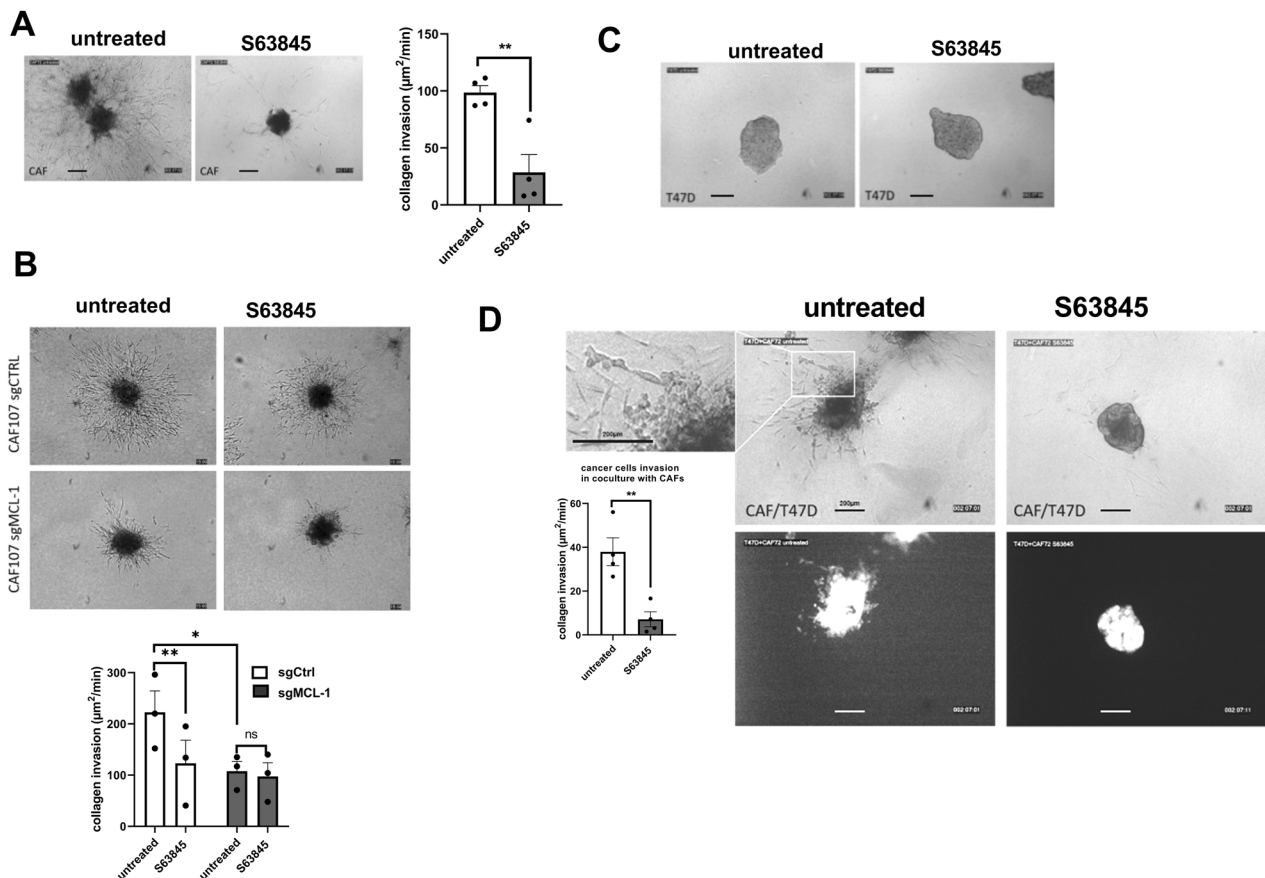 A
untreated
S63845
CAF
CAF
collagen invasion (µm²/min)
150
100
50
0
**
untreated
S63845
C
untreated
S63845
T47D
T47D
B
untreated
S63845
CAF107 sgCTRL
CAF107 sgMCL-1
collagen invasion (µm²/min)
300
200
100
0
*
**
ns
sgCtrl
sgMCL-1
untreated
S63845
untreated
S63845
D
untreated
S63845
200µm
T47D+CAF72 untreated
CAF/T47D
200µm
002:07:01
T47D+CAF72 S63845
CAF/T47D
002:07:01
cancer cells invasion
in coculture with CAFs
collagen invasion (µm²/min)
60
40
20
0
**
untreated
S63845
T47D+CAF72 untreated
002:07:01
T47D+CAF72 S63845
002:07:11